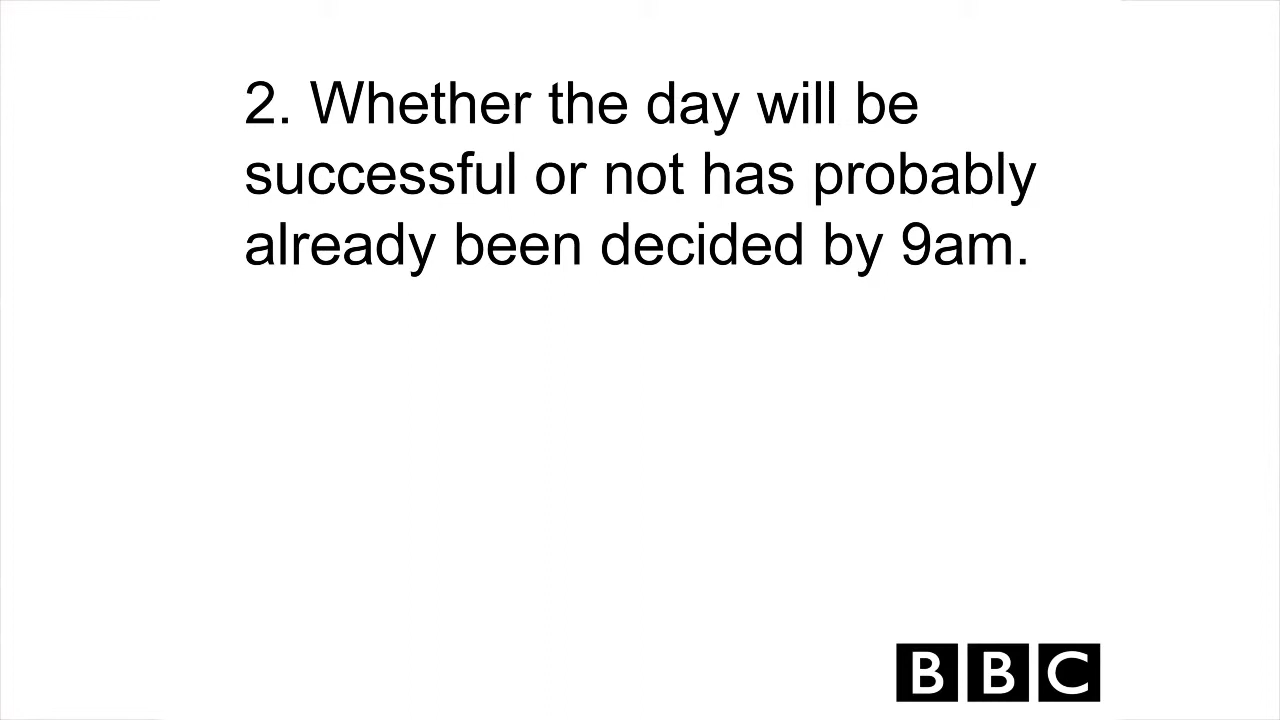 2. Whether the day will be
successful or not has probably
already been decided by 9am.
BBC